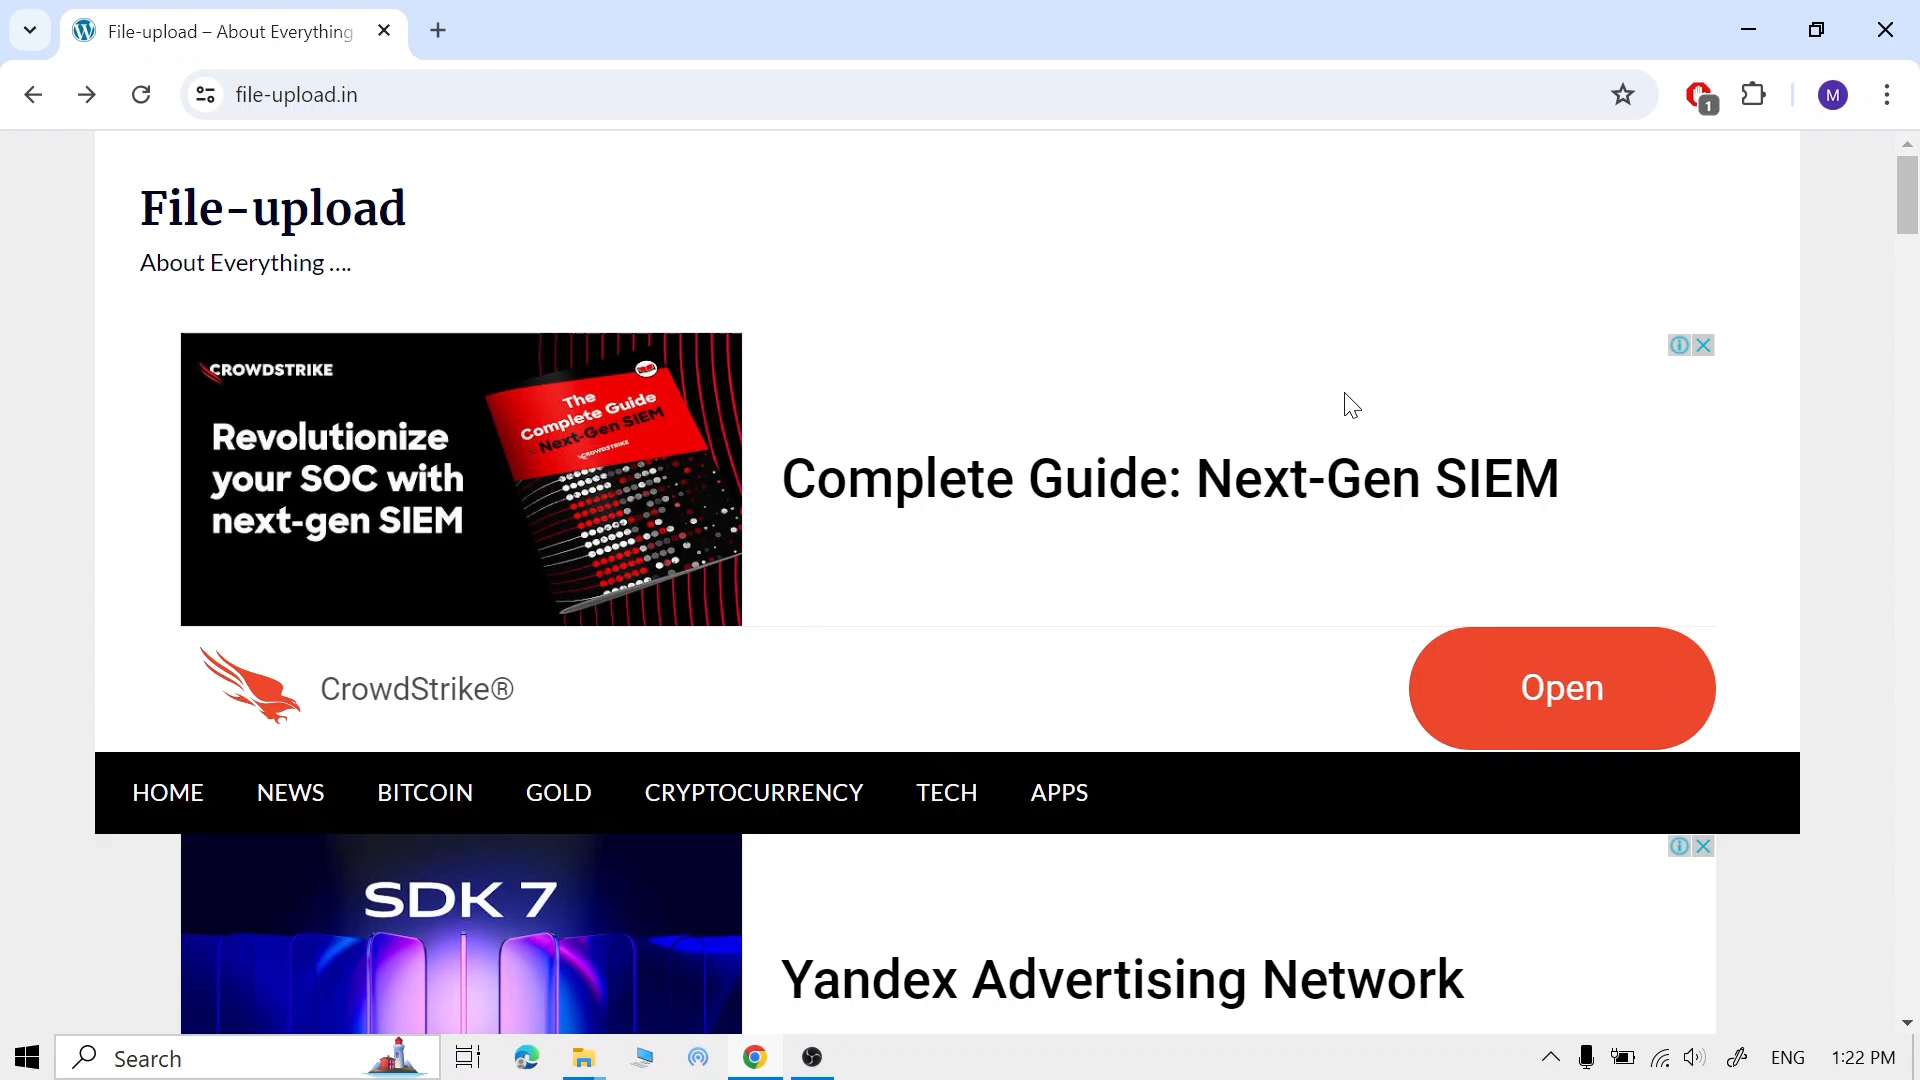 File-upload – About Everything
file-upload.in
1
M
File-upload
About Everything ....
CROWDSTRIKE
Revolutionize
your SOC with
next-gen SIEM
The
Complete Guide
Next-Gen SIEM
CROWDSTRIKE
Complete Guide: Next-Gen SIEM
CrowdStrike®
Open
HOME
NEWS
BITCOIN
GOLD
CRYPTOCURRENCY
TECH
APPS
SDK 7
Yandex Advertising Network
Search
ENG
1:22 PM